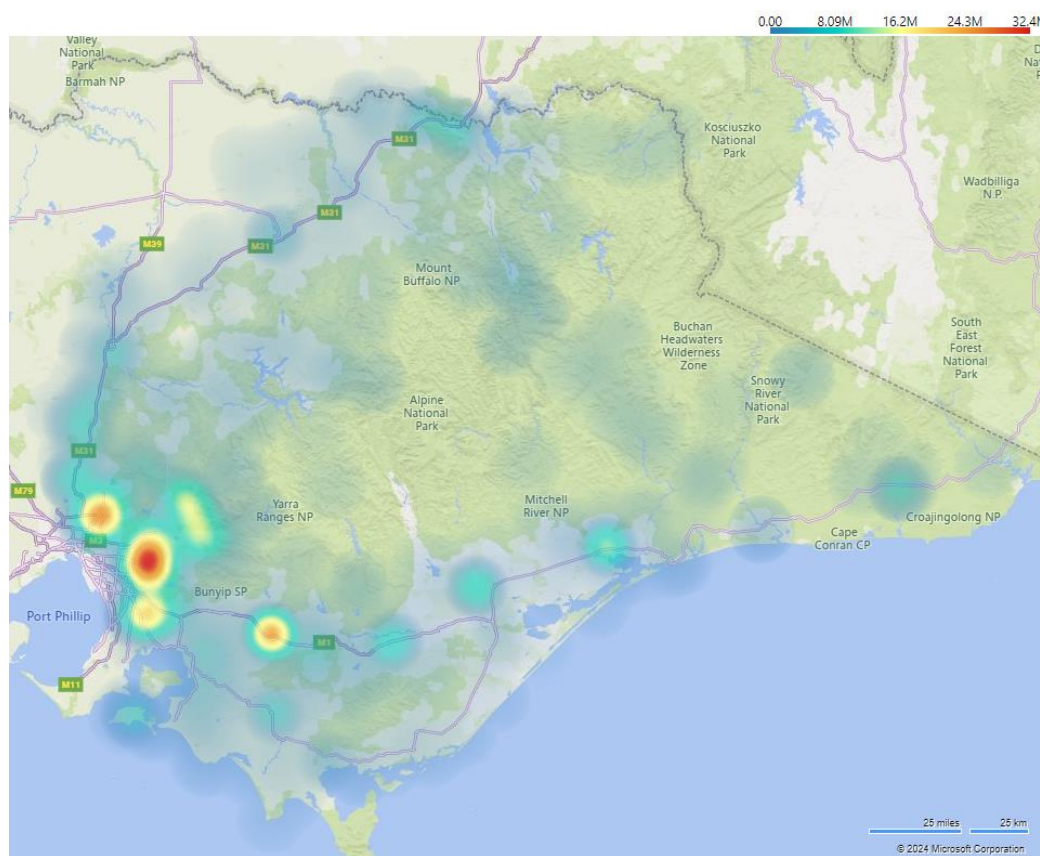 0.00 8.09M 16.2M 24.3M 32.4M
Valley
National
Park
Barmah NP
M31
Kosciuszko
National
Park
Wadbilliga
N.P
M31
M39
M31
Mount
Buffalo NP
Buchan
Headwaters
Wilderness
Zone
South
East
Forest
National
Park
Snowy
River
National
Park
Alpine
National
Park
M31
M79
Yarra
Ranges NP
Mitchell
River NP
Croajingolong NP
Cape
Conran CP
M3
Bunyip SP
Port Phillip
M1
M11
25 miles 25 km
© 2024 Microsoft Corporation